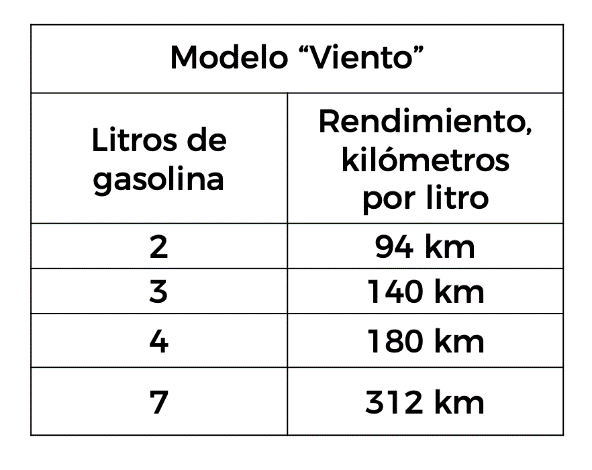 Modelo “Viento”
Litros de
gasolina
Rendimiento,
kilómetros
por litro
2 94 km
3 140 km
4 180 km
7 312 km